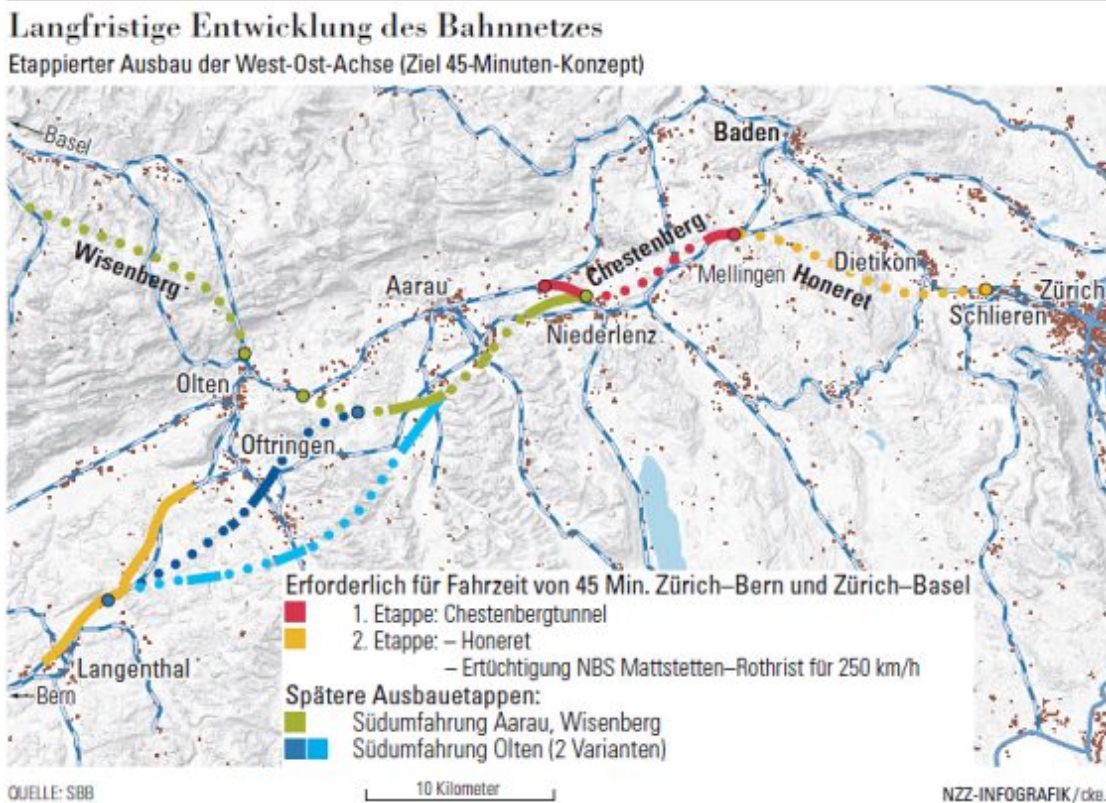 Langfristige Entwicklung des Bahnnetzes
Etappierter Ausbau der West-Ost-Achse (Ziel 45-Minuten-Konzept)
Basel
Baden
Wisenberg
Chestenberg
Aarau
Mellingen
Honeret
Dietikon
Zürich
Schlieren
Niederlenz
Olten
Oftringen
Langenthal
Bern
Erforderlich für Fahrzeit von 45 Min. Zürich–Bern und Zürich–Basel
1. Etappe: Chestenbergtunnel
2. Etappe: – Honeret
– Ertüchtigung NBS Mattstetten–Rothrist für 250 km/h
Spätere Ausbauetappen:
Südumfahrung Aarau, Wisenberg
Südumfahrung Olten (2 Varianten)
QUELLE: SBB
10 Kilometer
NZZ-INFOGRAFIK/cke.